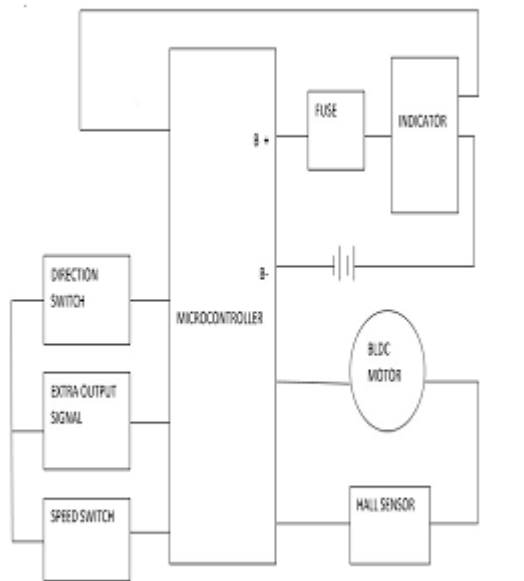 FUSE
INDICATOR
B +
B-
DIRECTION
SWITCH
MICROCONTROLLER
BLDC
MOTOR
EXTRA OUTPUT
SIGNAL
SPEED SWITCH
HALL SENSOR